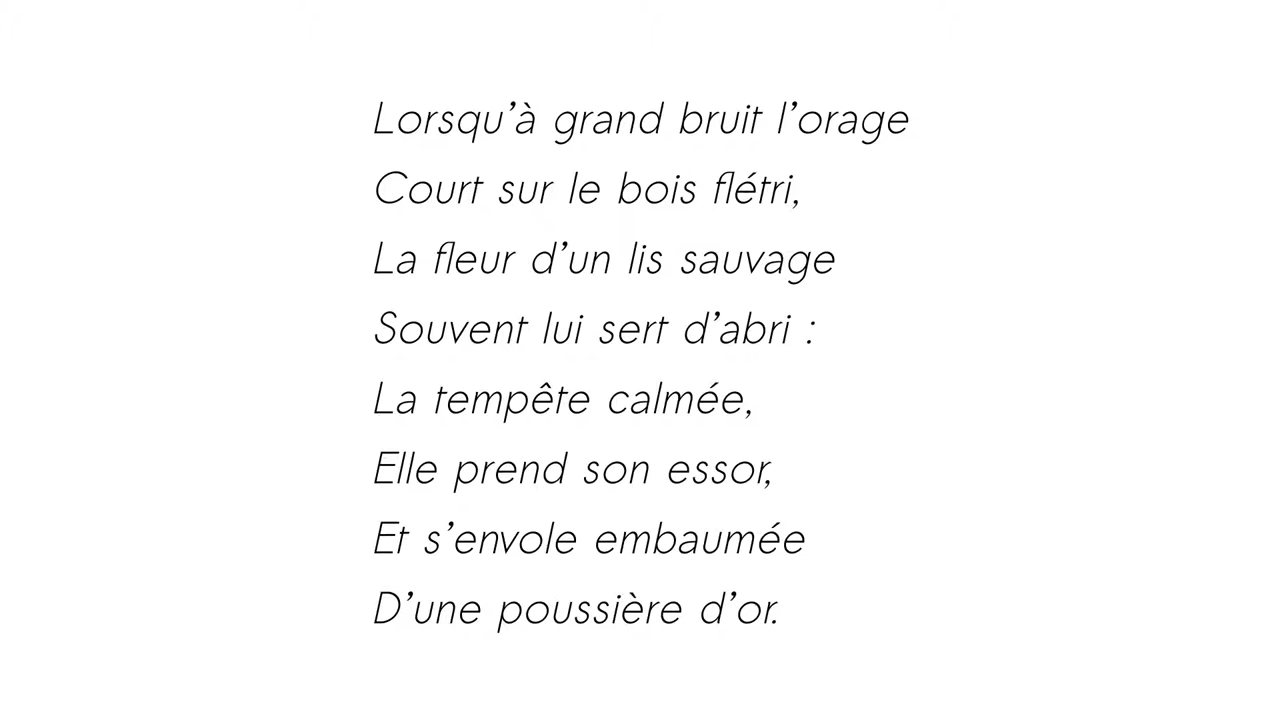 Lorsqu’à grand bruit l’orage
Court sur le bois flétri,
La fleur d’un lis sauvage
Souvent lui sert d’abri :
La tempête calmée,
Elle prend son essor,
Et s’envole embaumée
D’une poussière d’or.